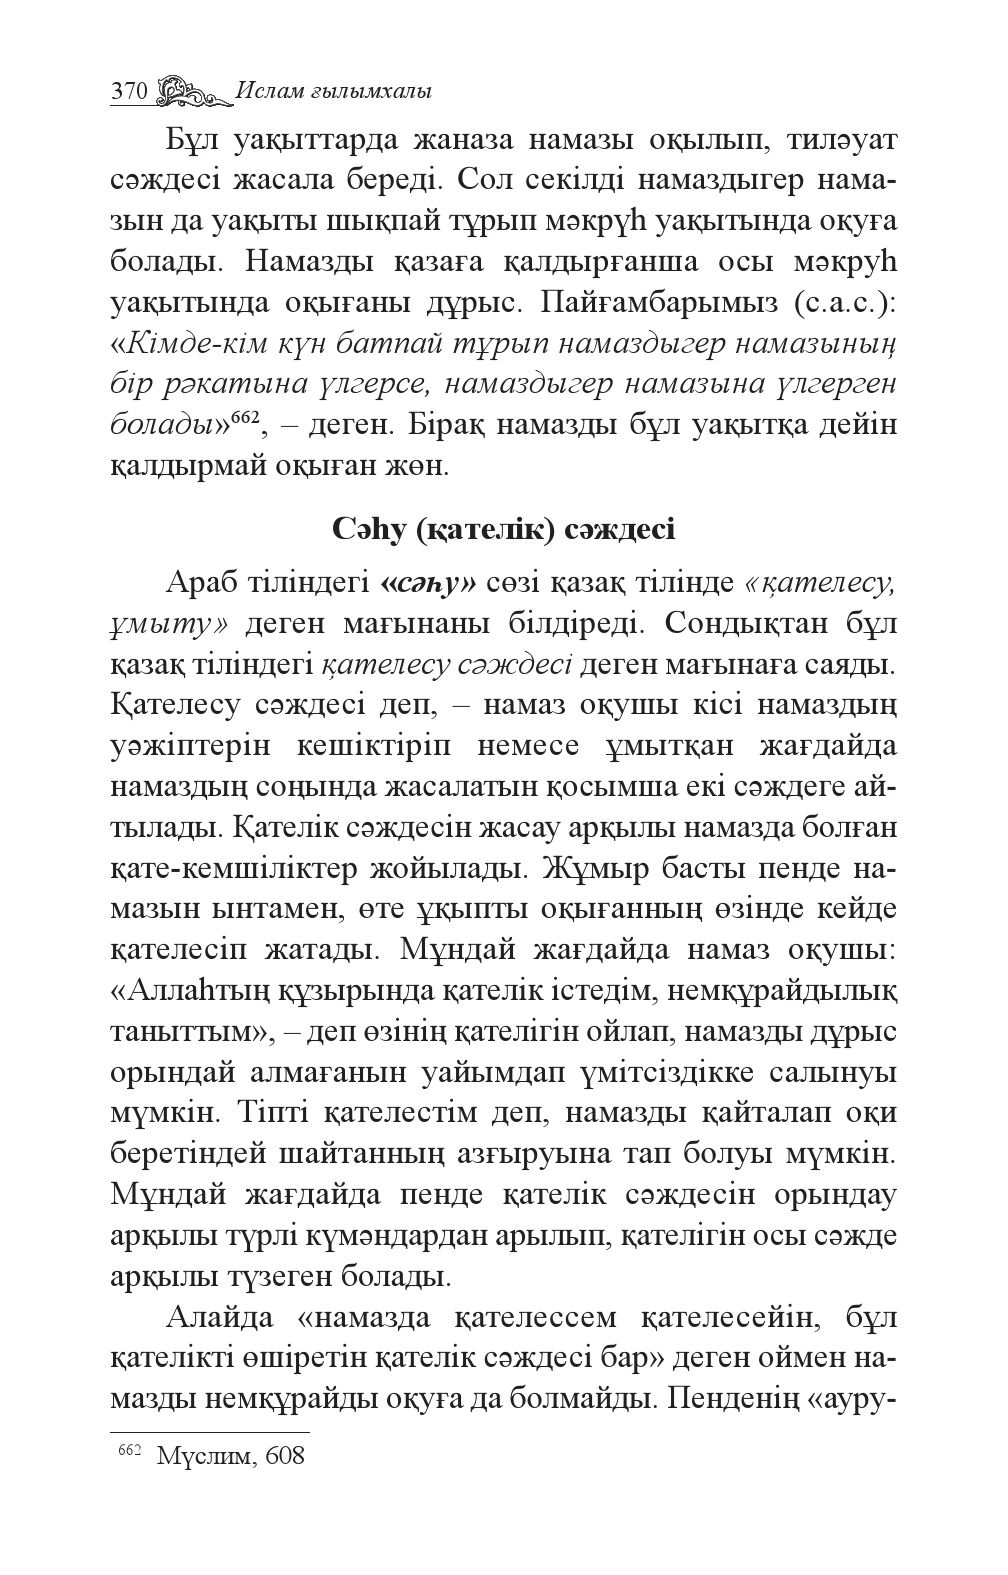 370 Ислам ғылымхалы
Бұл уақыттарда жаназа намазы оқылып, тиләуат
сәждесі жасала береді. Сол секілді намаздыгер нама-
зын да уақыты шықпай тұрып мәкрүһ уақытында оқуға
болады. Намазды қазаға қалдырғанша осы мәкруһ
уақытында оқығаны дұрыс. Пайғамбарымыз (с.а.с.):
«Кімде-кім күн батпай тұрып намаздыгер намазының
бір рәкатына үлгерсе, намаздыгер намазына үлгерген
болады»⁶⁶², – деген. Бірақ намазды бұл уақытқа дейін
қалдырмай оқыған жөн.
Сәһу (қателік) сәждесі
Араб тіліндегі «сәһу» сөзі қазақ тілінде «қателесу,
ұмыту» деген мағынаны білдіреді. Сондықтан бұл
қазақ тіліндегі қателесу сәждесі деген мағынаға саяды.
Қателесу сәждесі деп, – намаз оқушы кісі намаздың
уәжіптерін кешіктіріп немесе ұмытқан жағдайда
намаздың соңында жасалатын қосымша екі сәждеге ай-
тылады. Қателік сәждесін жасау арқылы намазда болған
қате-кемшіліктер жойылады. Жұмыр басты пенде на-
мазын ынтамен, өте ұқыпты оқығанның өзінде кейде
қателесіп жатады. Мұндай жағдайда намаз оқушы:
«Аллаһтың құзырында қателік істедім, немқұрайдылық
таныттым», – деп өзінің қателігін ойлап, намазды дұрыс
орындай алмағанын уайымдап үмітсіздікке салынуы
мүмкін. Тіпті қателестім деп, намазды қайталап оқи
беретіндей шайтанның азғыруына тап болуы мүмкін.
Мұндай жағдайда пенде қателік сәждесін орындау
арқылы түрлі күмәндардан арылып, қателігін осы сәжде
арқылы түзеген болады.
Алайда «намазда қателессем қателесейін, бұл
қателікті өшіретін қателік сәждесі бар» деген оймен на-
мазды немқұрайды оқуға да болмайды. Пенденің «ауру-
⁶⁶² Мүслим, 608